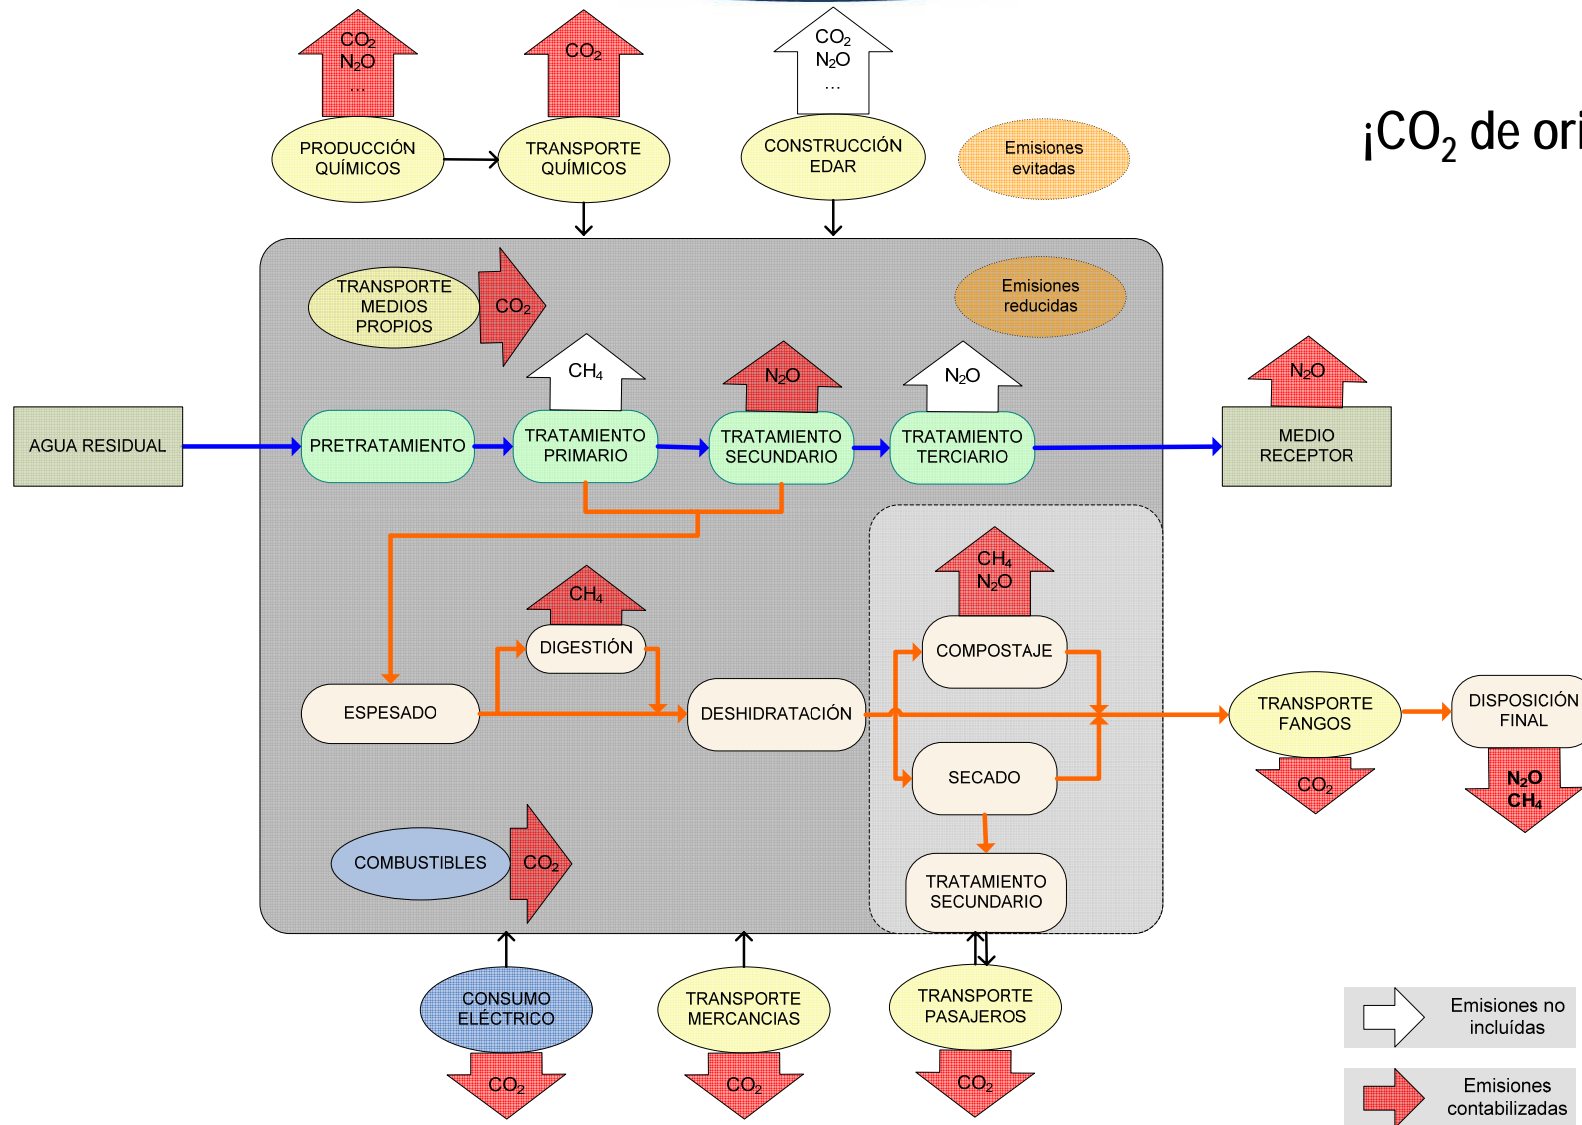 CO₂
N₂O
...
CO₂
CO₂
N₂O
...
¡CO₂ de ori
PRODUCCIÓN
QUÍMICOS
TRANSPORTE
QUÍMICOS
CONSTRUCCIÓN
EDAR
Emisiones
evitadas
TRANSPORTE
MEDIOS
PROPIOS
CO₂
Emisiones
reducidas
CH₄
N₂O
N₂O
N₂O
AGUA RESIDUAL
PRETRATAMIENTO
TRATAMIENTO
PRIMARIO
TRATAMIENTO
SECUNDARIO
TRATAMIENTO
TERCIARIO
MEDIO
RECEPTOR
CH₄
CH₄
N₂O
DIGESTIÓN
COMPOSTAJE
ESPESADO
DESHIDRATACIÓN
TRANSPORTE
FANGOS
DISPOSICIÓN
FINAL
SECADO
CO₂
N₂O
CH₄
COMBUSTIBLES
CO₂
TRATAMIENTO
SECUNDARIO
CONSUMO
ELÉCTRICO
TRANSPORTE
MERCANCIAS
TRANSPORTE
PASAJEROS
CO₂
CO₂
CO₂
Emisiones no
incluídas
Emisiones
contabilizadas